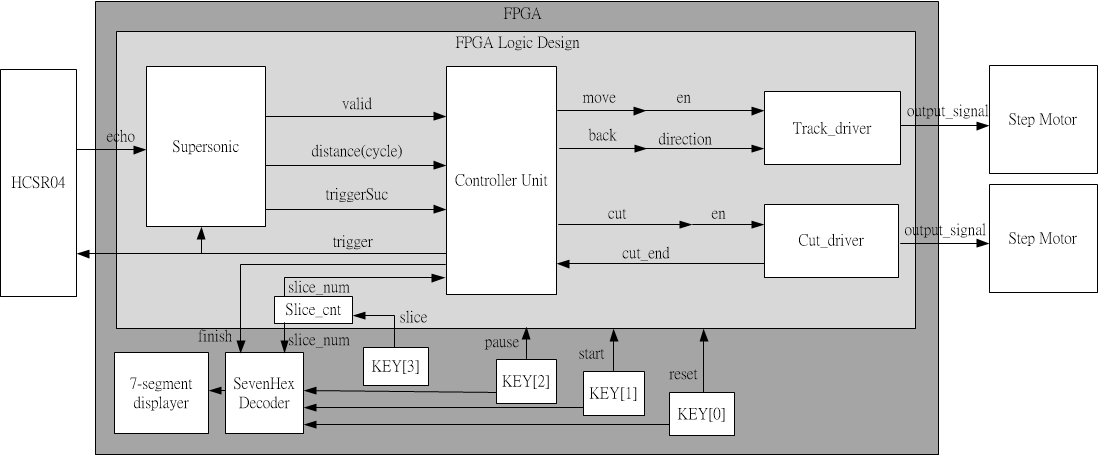 FPGA
FPGA Logic Design
HCSR04
echo
Supersonic
valid
distance(cycle)
triggerSuc
trigger
Controller Unit
move
en
back
direction
Track_driver
output_signal
Step Motor
cut
en
cut_end
Cut_driver
output_signal
Step Motor
slice_num
Slice_cnt
slice
finish
slice_num
KEY[3]
pause
KEY[2]
start
KEY[1]
reset
KEY[0]
7-segment
displayer
SevenHex
Decoder